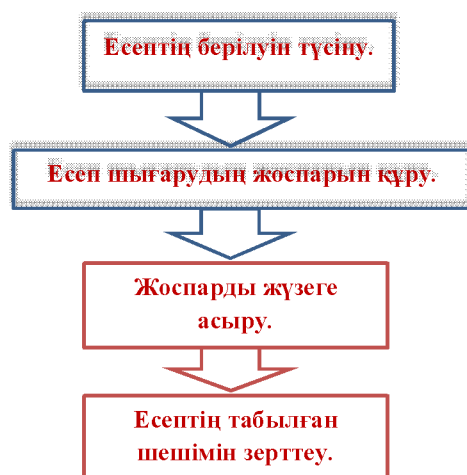 Есептің берілуін түсіну.
Есеп шығарудың жоспарын құру.
Жоспарды жүзеге
асыру.
Есептің табылған
шешімін зерттеу.